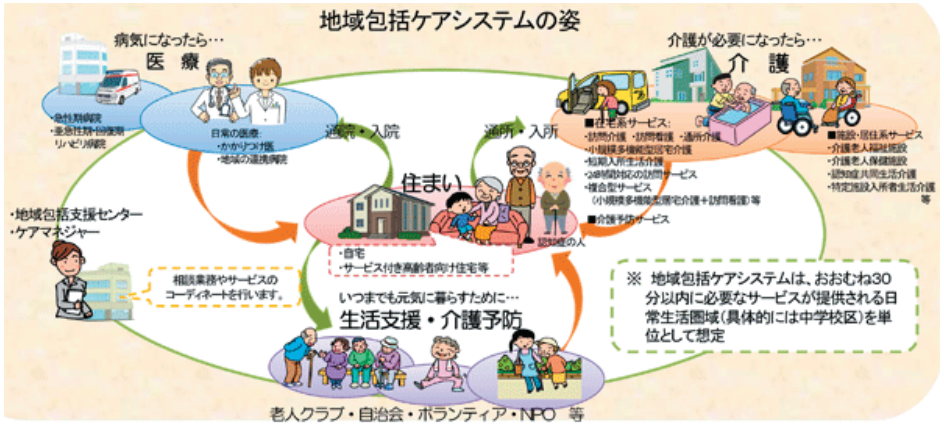 地域包括ケアシステムの姿
病気になったら…
医療
・急性期病院
・亜急性期・回復期
リハビリ病院
日常の医療:
・かかりつけ医
・地域の連携病院
通院・入院
通所・入所
介護が必要になったら…
介護
■在宅系サービス:
・訪問介護 ・訪問看護 ・通所介護
・小規模多機能型居宅介護
・短期入所生活介護
・24時間対応の訪問サービス
・複合型サービス
(小規模多機能型居宅介護+訪問看護)等
■介護予防サービス
■施設・居住系サービス
・介護老人福祉施設
・介護老人保健施設
・認知症共同生活介護
・特定施設入所者生活介護
等
住まい
認知症の人
・自宅
・サービス付き高齢者向け住宅等
・地域包括支援センター
・ケアマネジャー
相談業務やサービスの
コーディネートを行います。
いつまでも元気に暮らすために…
生活支援・介護予防
老人クラブ・自治会・ボランティア・NPO 等
※ 地域包括ケアシステムは、おおむね30
分以内に必要なサービスが提供される日
常生活圏域(具体的には中学校区)を単
位として想定